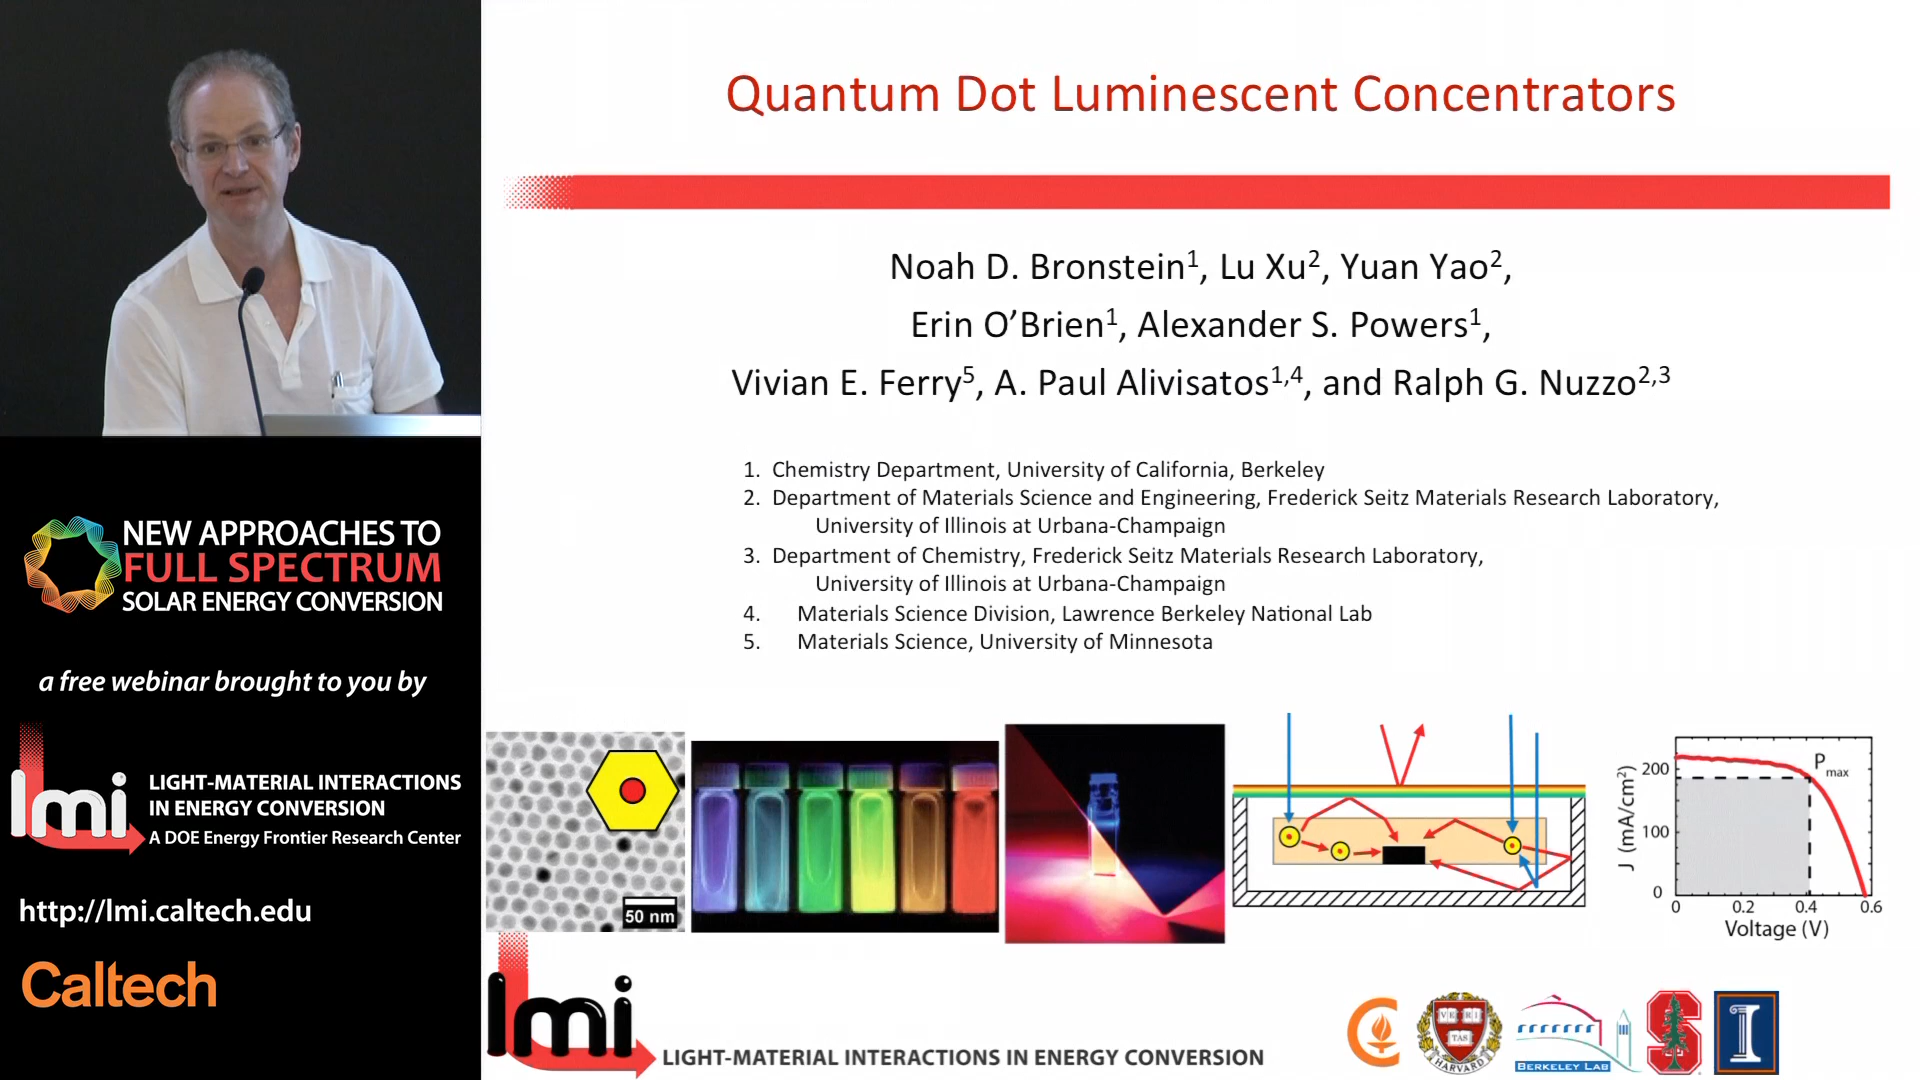 Quantum Dot Luminescent Concentrators
Noah D. Bronstein1, Lu Xu2, Yuan Yao2,
Erin O’Brien1, Alexander S. Powers1,
Vivian E. Ferry5, A. Paul Alivisatos1,4, and Ralph G. Nuzzo2,3
1. Chemistry Department, University of California, Berkeley
2. Department of Materials Science and Engineering, Frederick Seitz Materials Research Laboratory,
University of Illinois at Urbana-Champaign
3. Department of Chemistry, Frederick Seitz Materials Research Laboratory,
University of Illinois at Urbana-Champaign
4. Materials Science Division, Lawrence Berkeley National Lab
5. Materials Science, University of Minnesota
NEW APPROACHES TO
FULL SPECTRUM
SOLAR ENERGY CONVERSION
a free webinar brought to you by
lmi
LIGHT-MATERIAL INTERACTIONS
IN ENERGY CONVERSION
A DOE Energy Frontier Research Center
http://lmi.caltech.edu
Caltech
50 nm
J (mA/cm2)
200
100
0
Pmax
0 0.2 0.4 0.6
Voltage (V)
lmi
LIGHT-MATERIAL INTERACTIONS IN ENERGY CONVERSION
C
VE RI
TAS
HARVARD
BERKELEY LAB
S
I